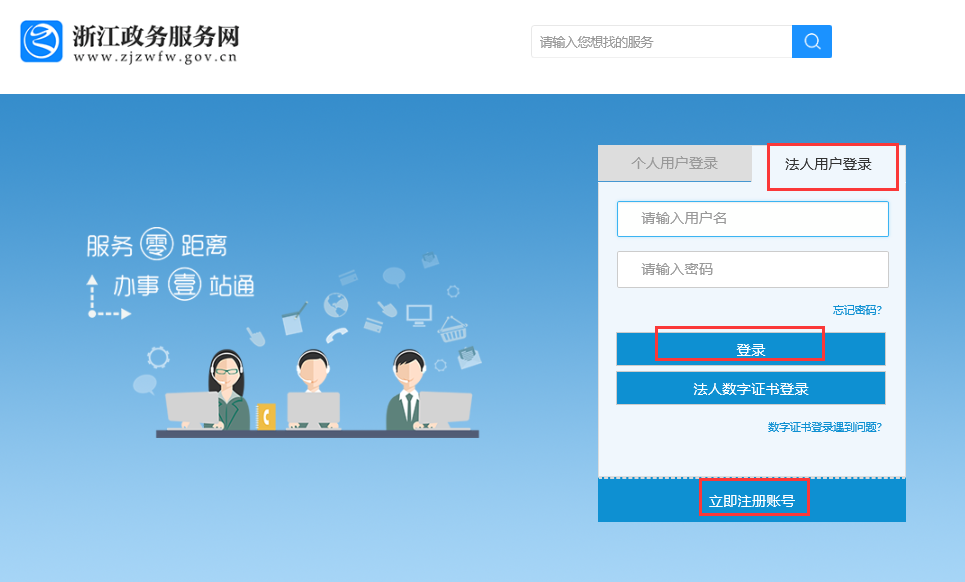 浙江政务服务网
www.zjzwfw.gov.cn
请输入您想找的服务
个人用户登录
法人用户登录
请输入用户名
请输入密码
忘记密码?
登录
法人数字证书登录
数字证书登录遇到问题?
立即注册账号
服务零距离
办事壹站通